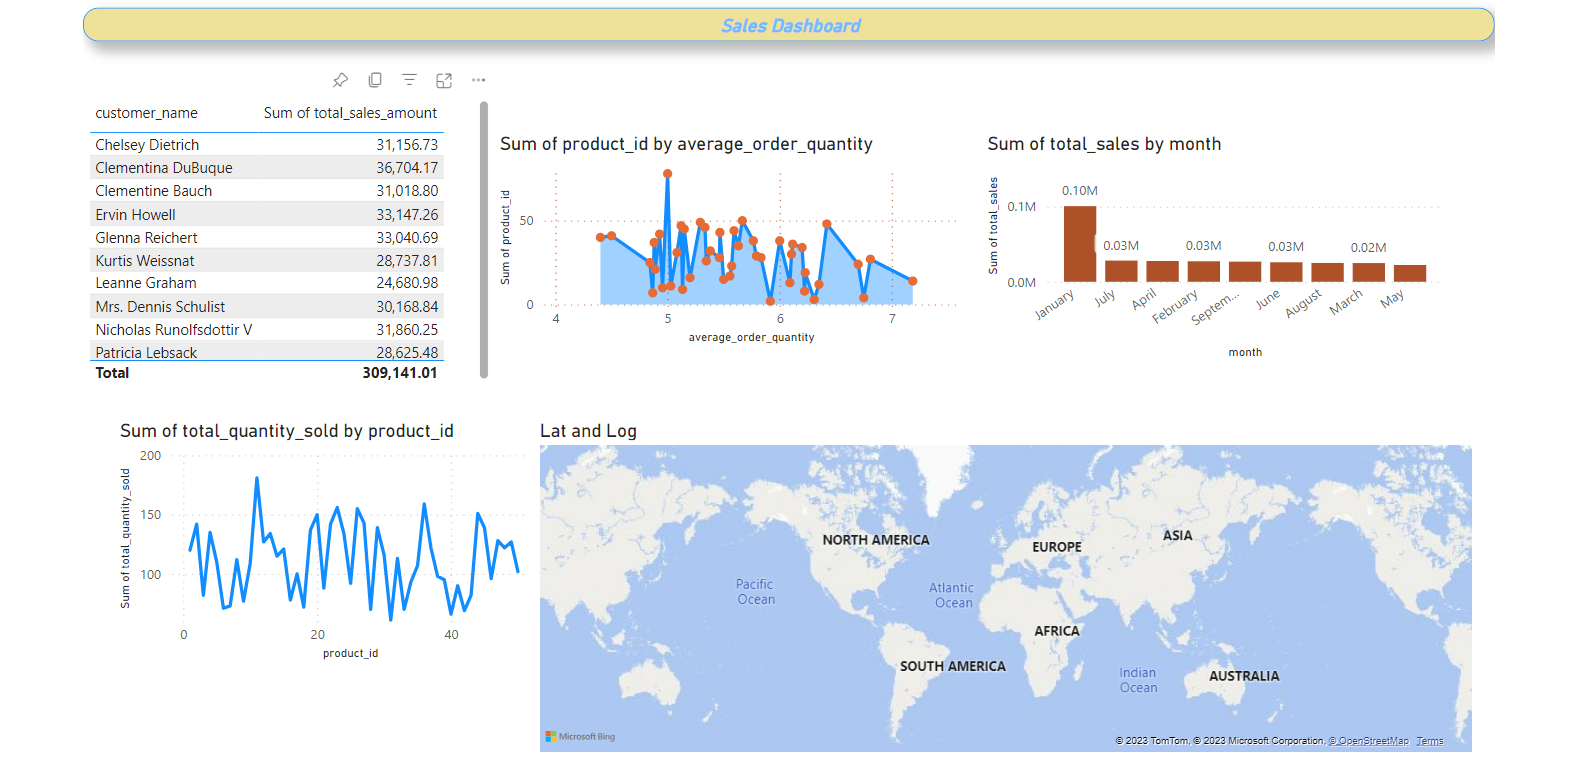 Sales Dashboard
customer_name Sum of total_sales_amount
Chelsey Dietrich 31,156.73
Clementina DuBuque 36,704.17
Clementine Bauch 31,018.80
Ervin Howell 33,147.26
Glenna Reichert 33,040.69
Kurtis Weissnat 28,737.81
Leanne Graham 24,680.98
Mrs. Dennis Schulist 30,168.84
Nicholas Runolfsdottir V 31,860.25
Patricia Lebsack 28,625.48
Total 309,141.01
Sum of product_id by average_order_quantity
Sum of product_id
50
0
4 5 6 7
average_order_quantity
Sum of total_sales by month
Sum of total_sales
0.1M
0.0M
0.10M
0.03M 0.03M 0.03M 0.02M
January July April February Septem... June August March May
month
Sum of total_quantity_sold by product_id
Sum of total_quantity_sold
200
150
100
0 20 40
product_id
Lat and Log
NORTH AMERICA
EUROPE
ASIA
Pacific
Ocean
Atlantic
Ocean
AFRICA
SOUTH AMERICA
Indian
Ocean
AUSTRALIA
Microsoft Bing
© 2023 TomTom, © 2023 Microsoft Corporation, © OpenStreetMap Terms